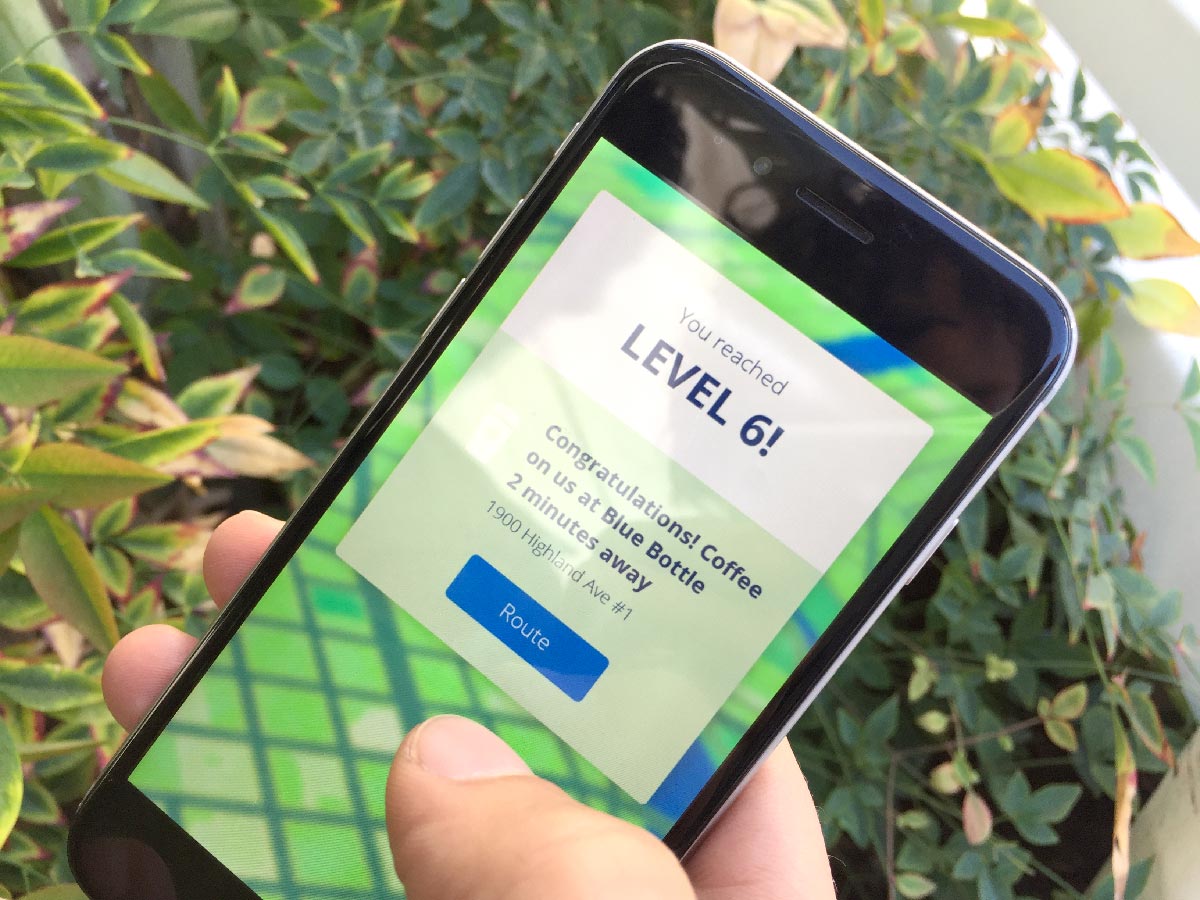 You reached
LEVEL 6!
Congratulations! Coffee
on us at Blue Bottle
2 minutes away
1900 Highland Ave #1
Route